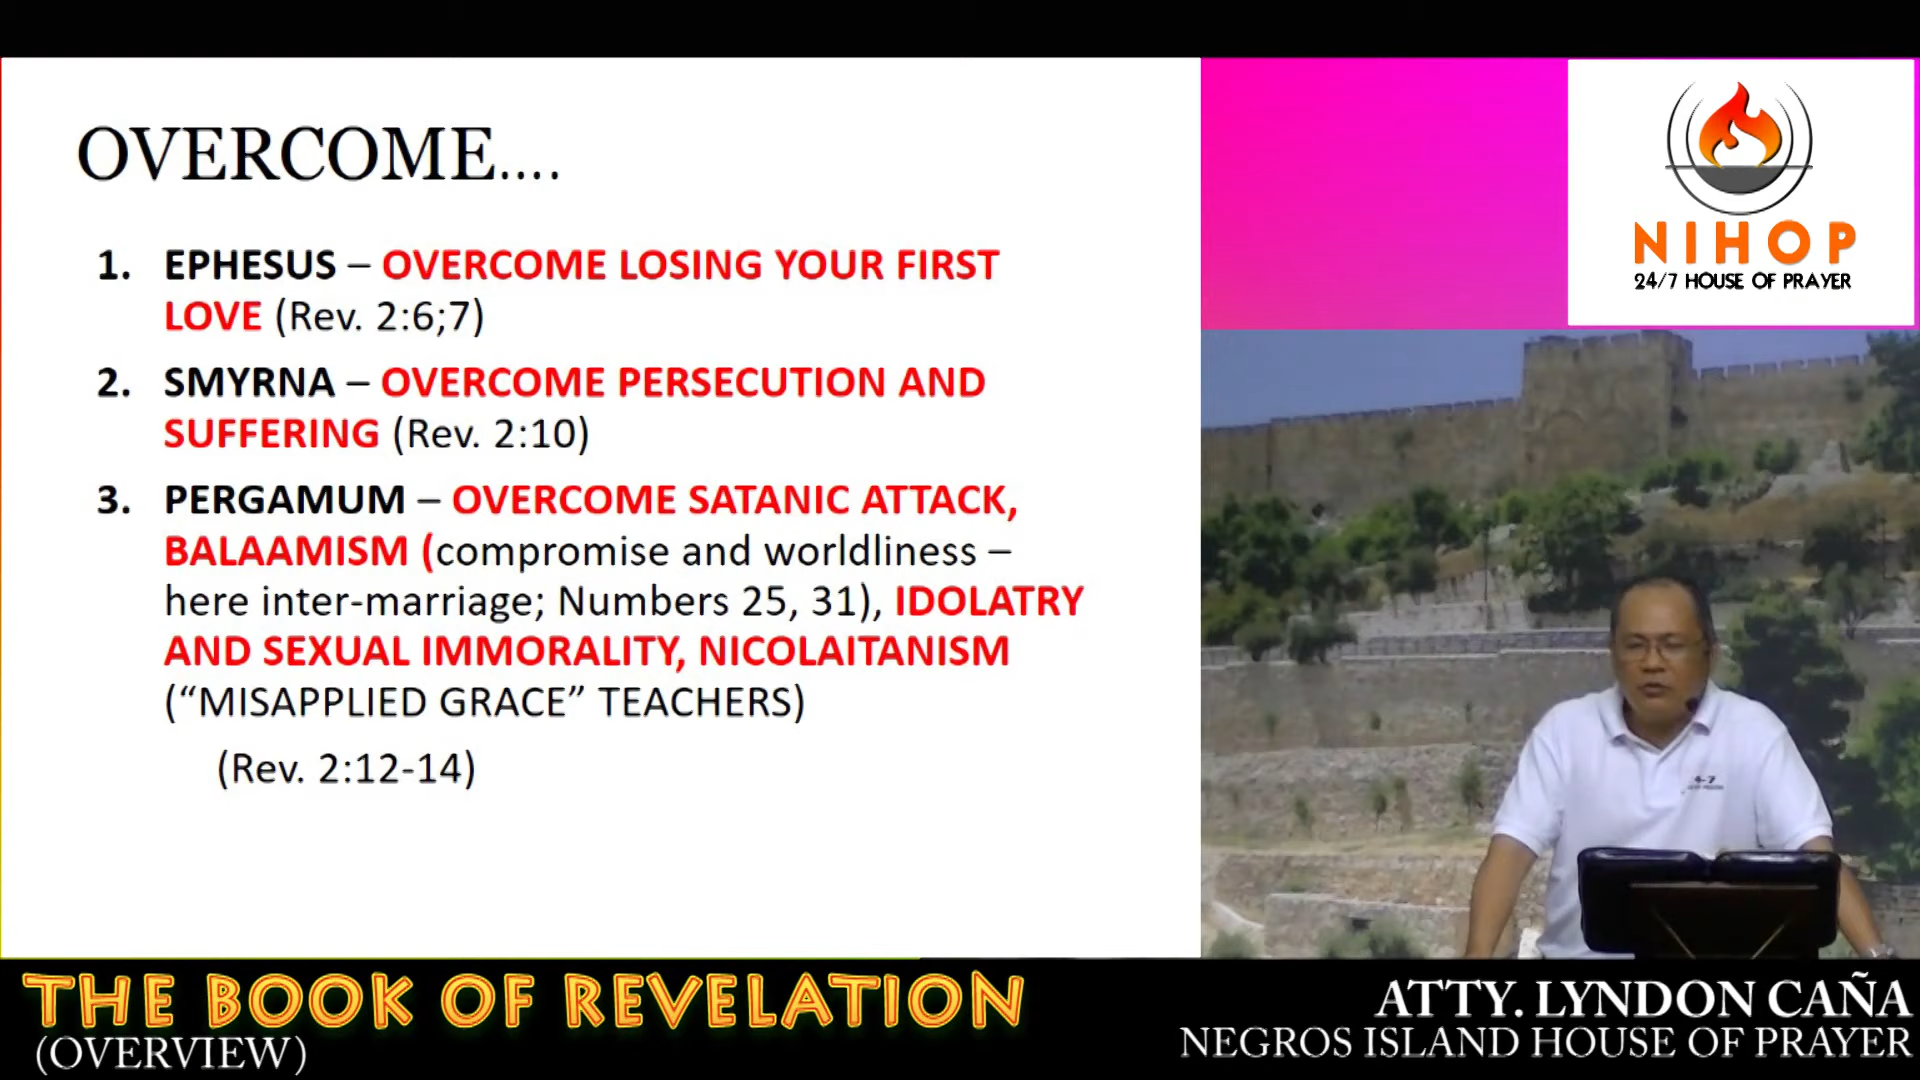 OVERCOME....
1. EPHESUS – OVERCOME LOSING YOUR FIRST
LOVE (Rev. 2:6;7)
2. SMYRNA – OVERCOME PERSECUTION AND
SUFFERING (Rev. 2:10)
3. PERGAMUM – OVERCOME SATANIC ATTACK,
BALAAMISM (compromise and worldliness –
here inter-marriage; Numbers 25, 31), IDOLATRY
AND SEXUAL IMMORALITY, NICOLAITANISM
(“MISAPPLIED GRACE” TEACHERS)
(Rev. 2:12-14)
NIHOP
24/7 HOUSE OF PRAYER
THE BOOK OF REVELATION
(OVERVIEW)
ATTY. LYNDON CAÑA
NEGROS ISLAND HOUSE OF PRAYER